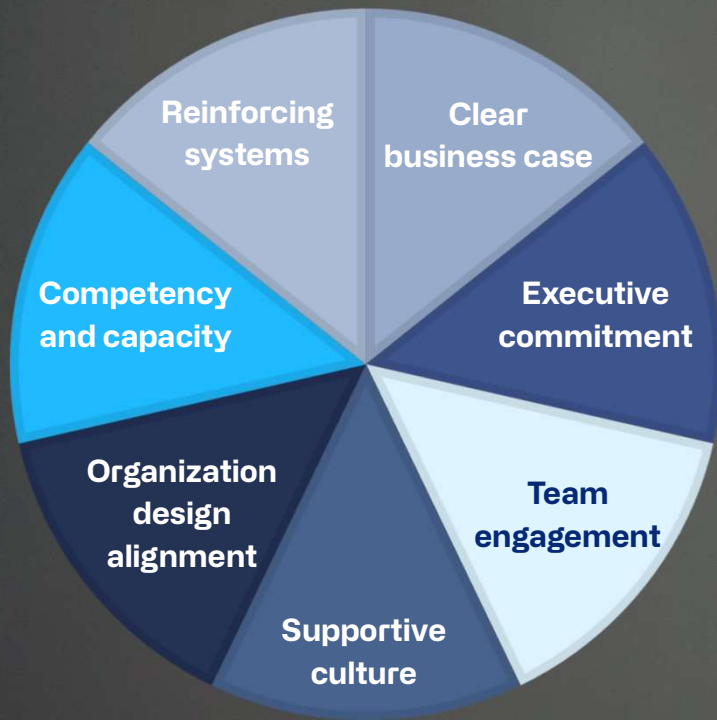 Clear
business case
Executive
commitment
Team
engagement
Supportive
culture
Organization
design
alignment
Competency
and capacity
Reinforcing
systems